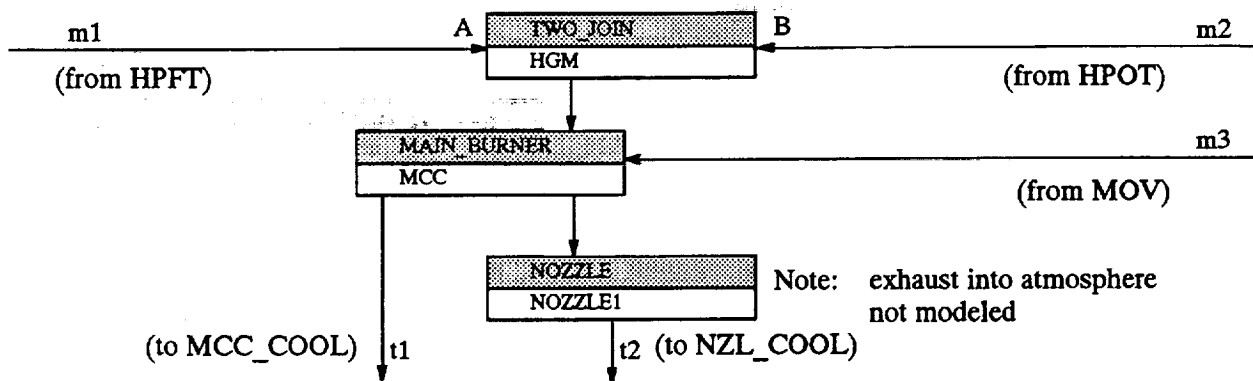 A TWO_JOIN B
m1 m2
HGM
(from HPFT) (from HPOT)
MAIN_BURNER m3
MCC
(from MOV)
NOZZLE Note: exhaust into atmosphere
NOZZLE1 not modeled
(to MCC_COOL) t1 t2 (to NZL_COOL)